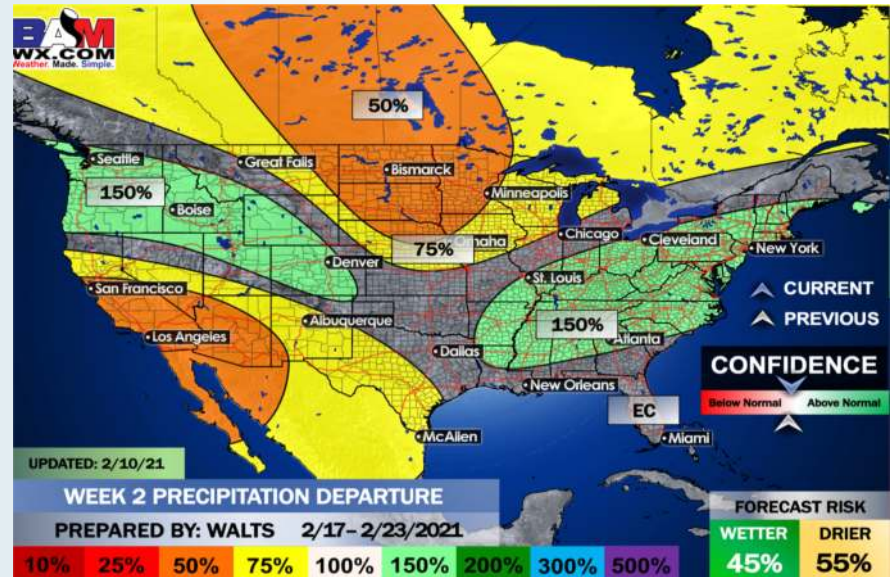 BAM
WX.COM
Weather. Made. Simple.
50%
Seattle
Great Falls
Bismarck
150%
Minneapolis
Boise
75%
Omaha
Chicago
Cleveland
New York
Denver
San Francisco
St. Louis
CURRENT
Albuquerque
150%
PREVIOUS
Los Angeles
Atlanta
Dallas
CONFIDENCE
New Orleans
Below Normal Above Normal
EC
McAllen
Miami
UPDATED: 2/10/21
WEEK 2 PRECIPITATION DEPARTURE
PREPARED BY: WALTS 2/17– 2/23/2021
FORECAST RISK
WETTER DRIER
45% 55%
10% 25% 50% 75% 100% 150% 200% 300% 500%